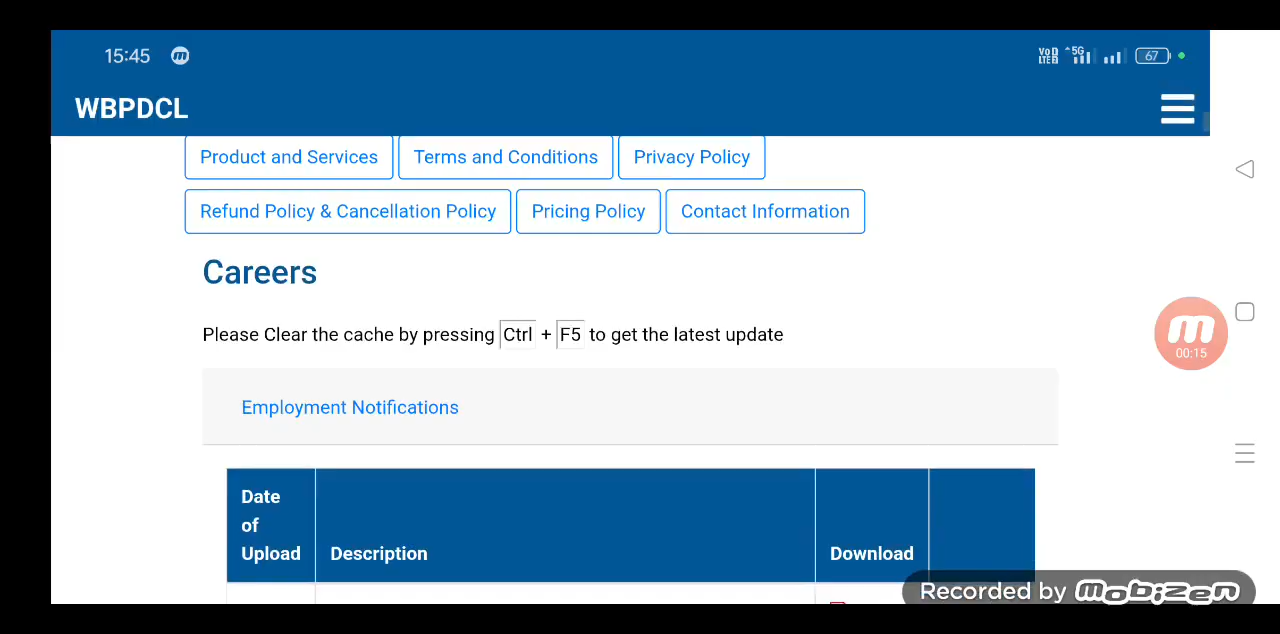 15:45 m VoD LTE2 5G 67
WBPDCL
Product and Services Terms and Conditions Privacy Policy
Refund Policy & Cancellation Policy Pricing Policy Contact Information
Careers
Please Clear the cache by pressing Ctrl + F5 to get the latest update
m
00:15
Employment Notifications
Date
of
Upload Description Download
Recorded by mobizen